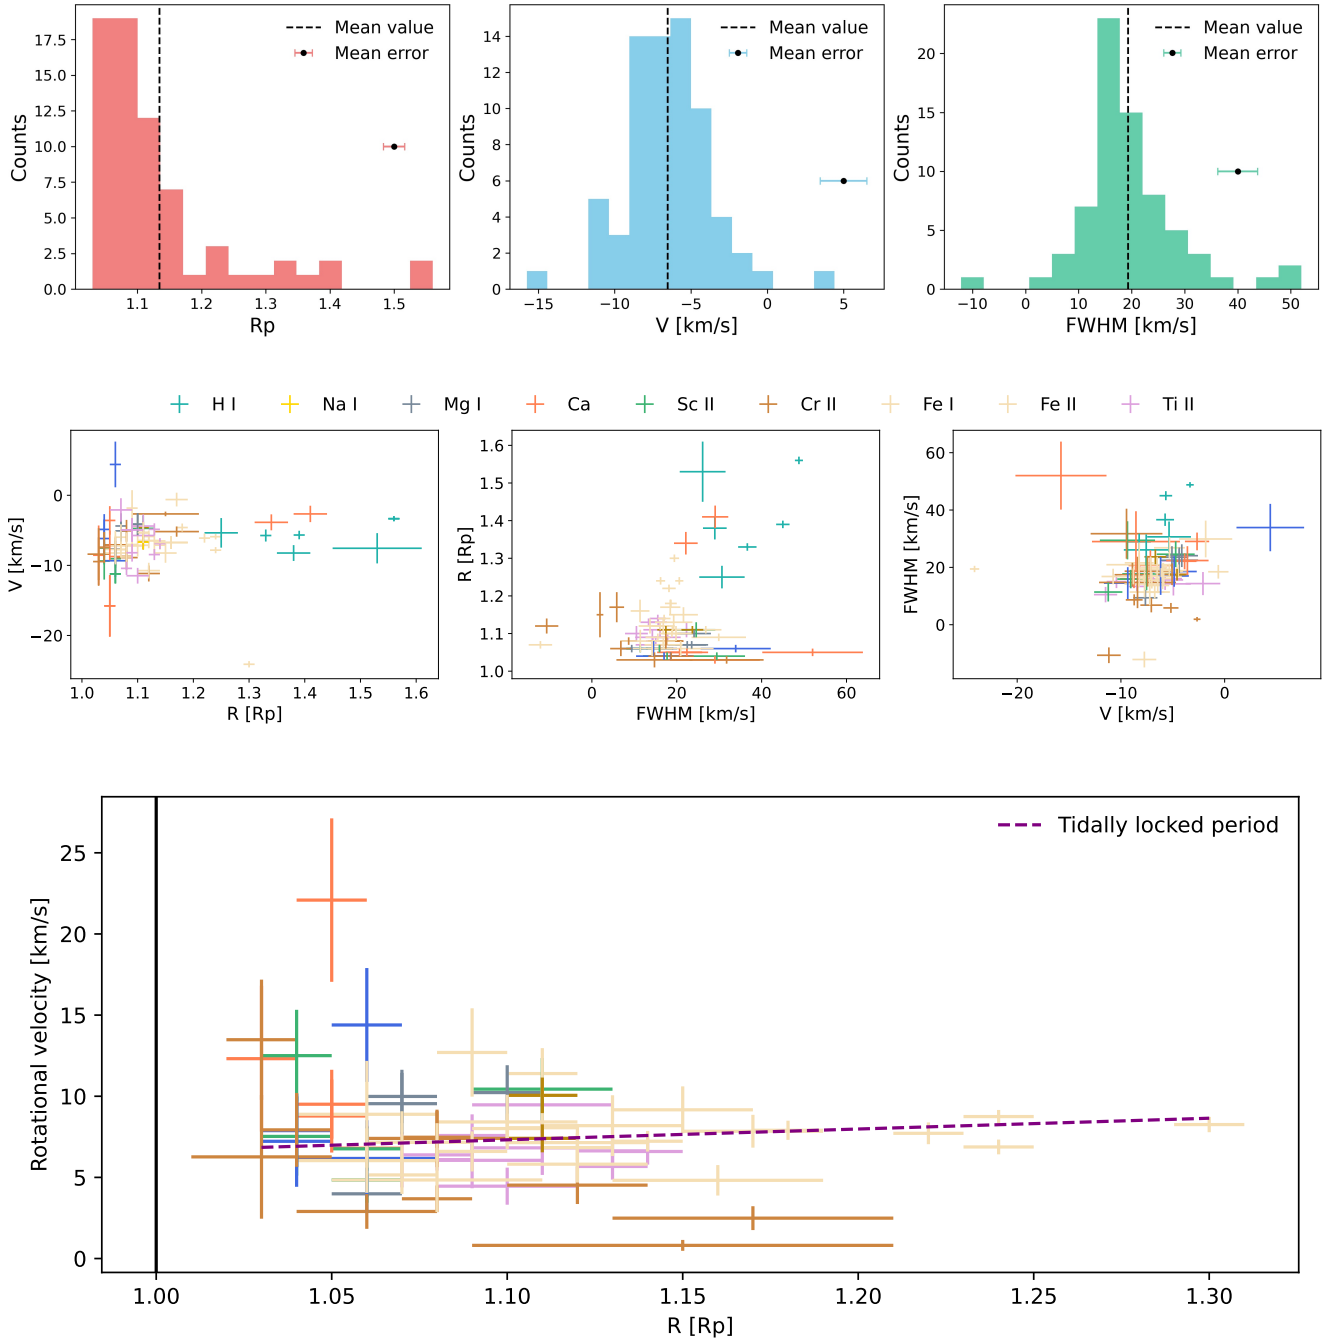 Mean value
Mean error
17.5
15.0
12.5
10.0
7.5
5.0
2.5
0.0
Counts
1.1 1.2 1.3 1.4 1.5
Rp
Mean value
Mean error
14
12
10
8
6
4
2
0
Counts
−15 −10 −5 0 5
V [km/s]
Mean value
Mean error
20
15
10
5
0
Counts
−10 0 10 20 30 40 50
FWHM [km/s]
H I Na I Mg I Ca Sc II Cr II Fe I Fe II Ti II
0
−10
−20
V [km/s]
1.0 1.1 1.2 1.3 1.4 1.5 1.6
R [Rp]
1.6
1.5
1.4
1.3
1.2
1.1
1.0
R [Rp]
0 20 40 60
FWHM [km/s]
60
40
20
0
FWHM [km/s]
−20 −10 0
V [km/s]
Tidally locked period
25
20
15
10
5
0
Rotational velocity [km/s]
1.00 1.05 1.10 1.15 1.20 1.25 1.30
R [Rp]